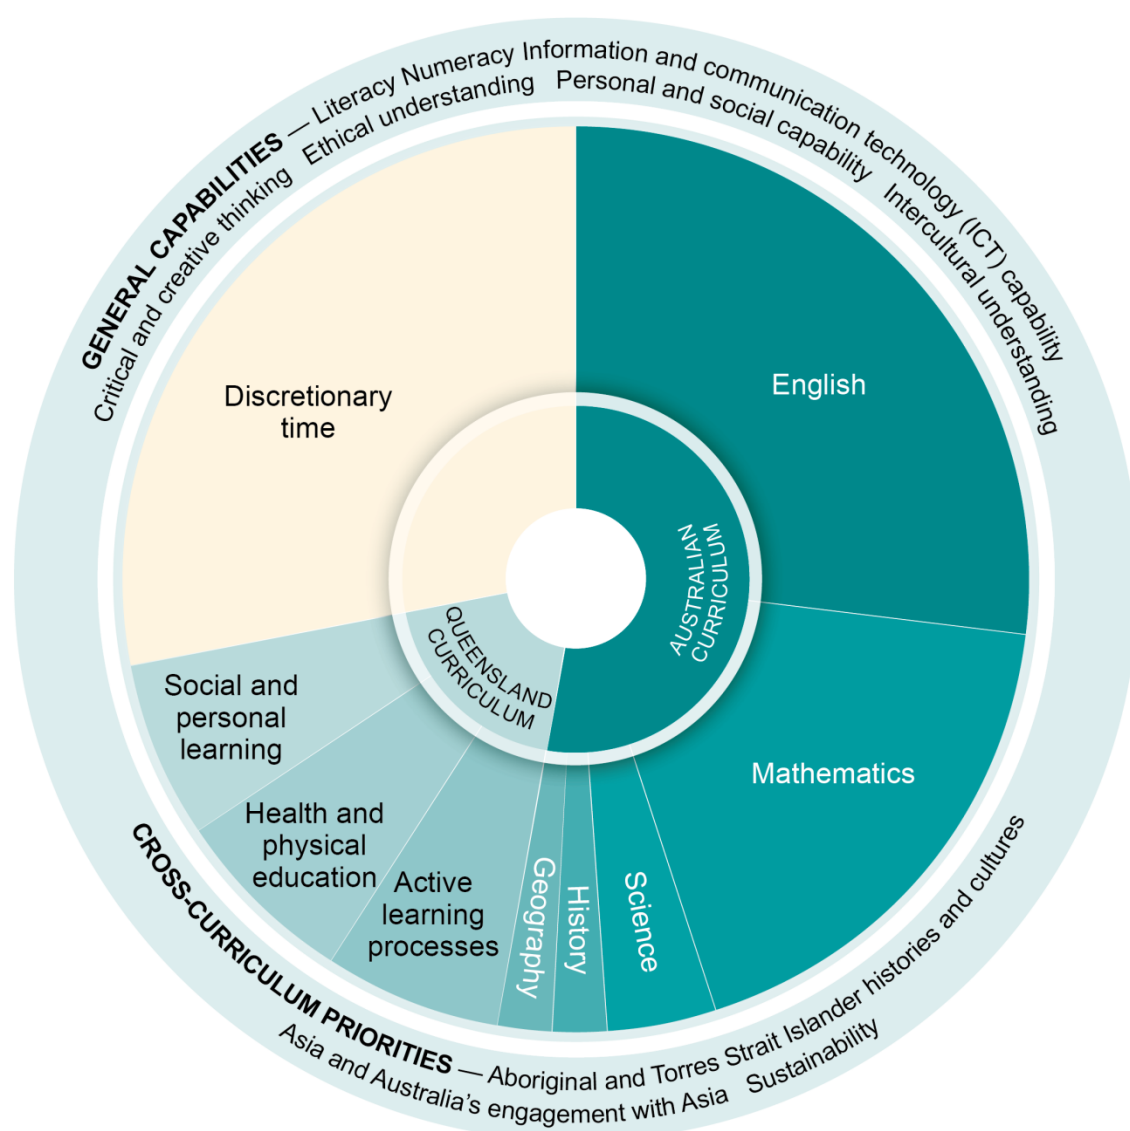 GENERAL CAPABILITIES — Literacy Numeracy Information and communication technology (ICT) capability
Critical and creative thinking Ethical understanding Personal and social capability Intercultural understanding
Discretionary
time
English
AUSTRALIAN
CURRICULUM
QUEENSLAND
CURRICULUM
Mathematics
Social and
personal
learning
Health and
physical
education
Active
learning
processes
Geography
History
Science
CROSS-CURRICULUM PRIORITIES — Aboriginal and Torres Strait Islander histories and cultures
Asia and Australia’s engagement with Asia Sustainability